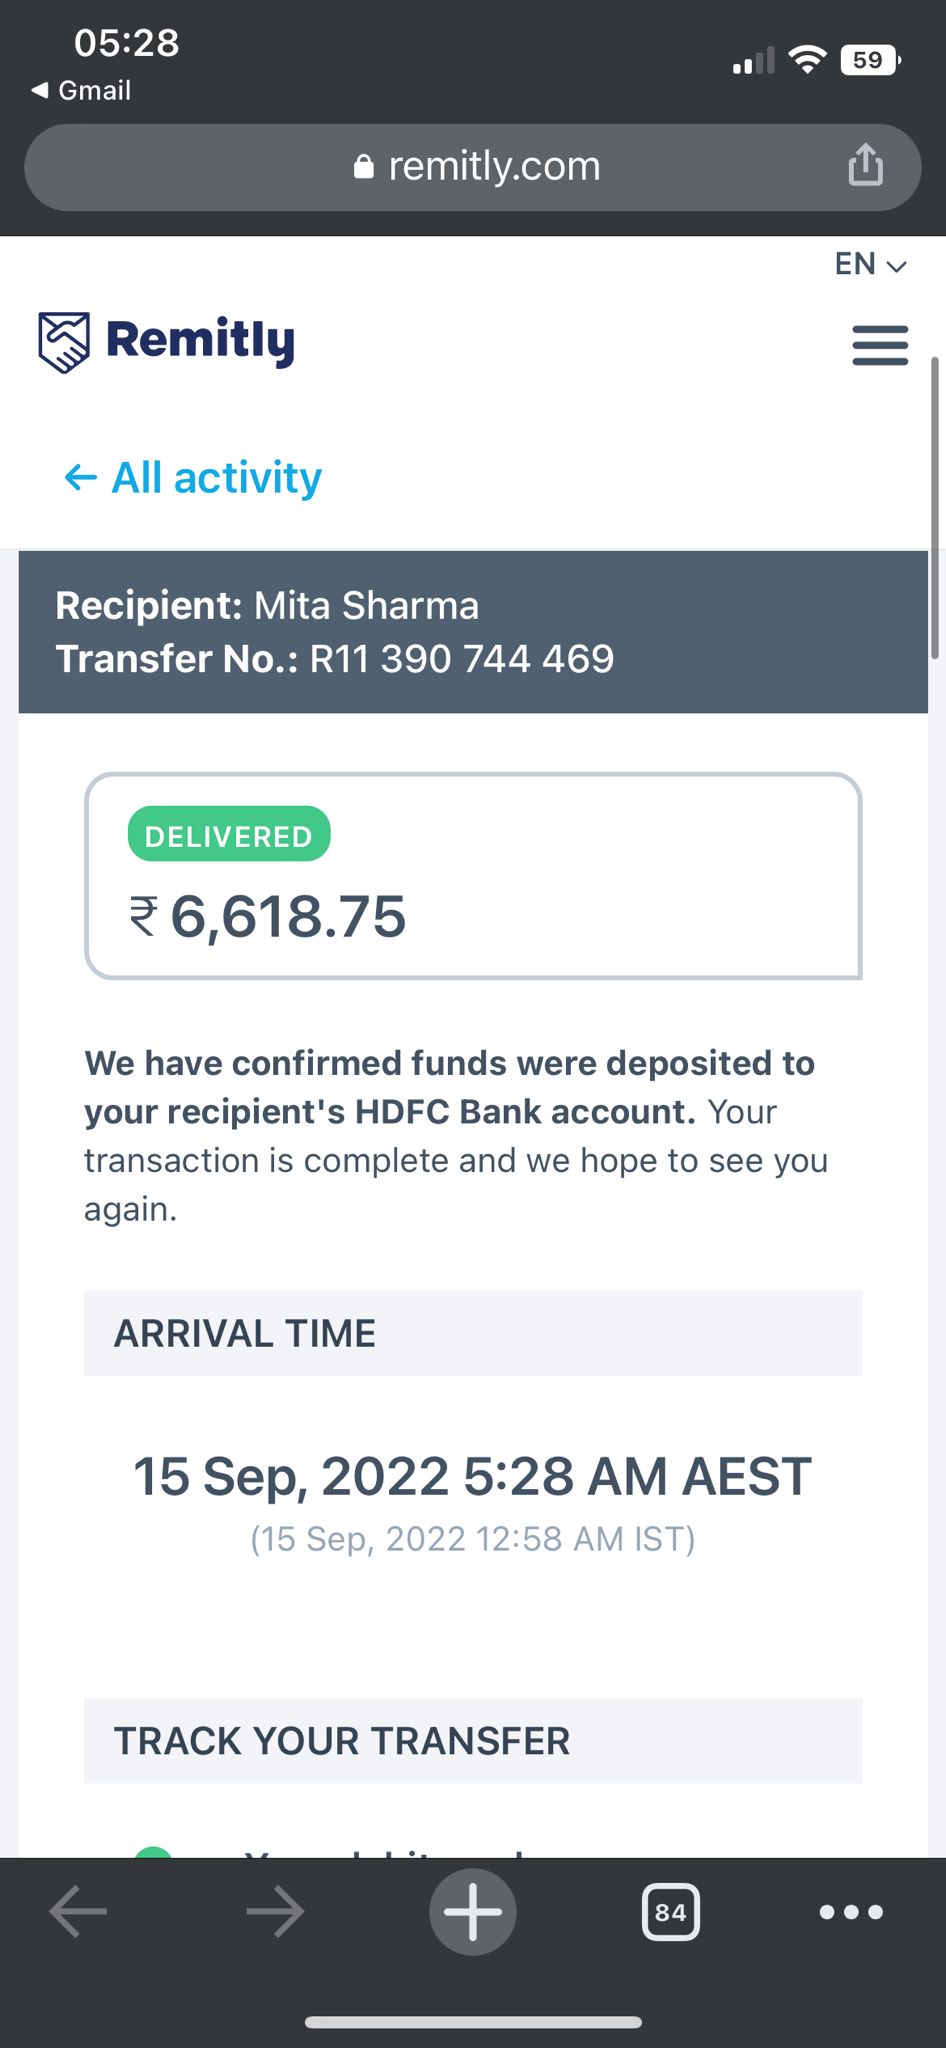 05:28
Gmail
59
remitly.com
EN
Remitly
← All activity
Recipient: Mita Sharma
Transfer No.: R11 390 744 469
DELIVERED
₹ 6,618.75
We have confirmed funds were deposited to
your recipient's HDFC Bank account. Your
transaction is complete and we hope to see you
again.
ARRIVAL TIME
15 Sep, 2022 5:28 AM AEST
(15 Sep, 2022 12:58 AM IST)
TRACK YOUR TRANSFER
84